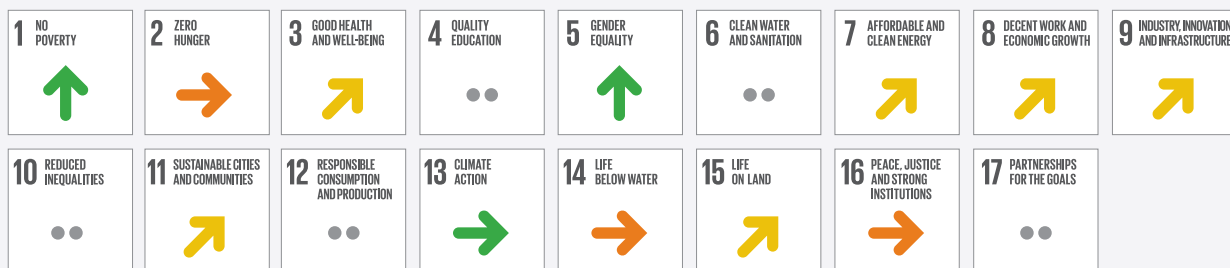 1 NO
POVERTY
2 ZERO
HUNGER
3 GOOD HEALTH
AND WELL-BEING
4 QUALITY
EDUCATION
5 GENDER
EQUALITY
6 CLEAN WATER
AND SANITATION
7 AFFORDABLE AND
CLEAN ENERGY
8 DECENT WORK AND
ECONOMIC GROWTH
9 INDUSTRY, INNOVATION
AND INFRASTRUCTURE
10 REDUCED
INEQUALITIES
11 SUSTAINABLE CITIES
AND COMMUNITIES
12 RESPONSIBLE
CONSUMPTION
AND PRODUCTION
13 CLIMATE
ACTION
14 LIFE
BELOW WATER
15 LIFE
ON LAND
16 PEACE, JUSTICE
AND STRONG
INSTITUTIONS
17 PARTNERSHIPS
FOR THE GOALS